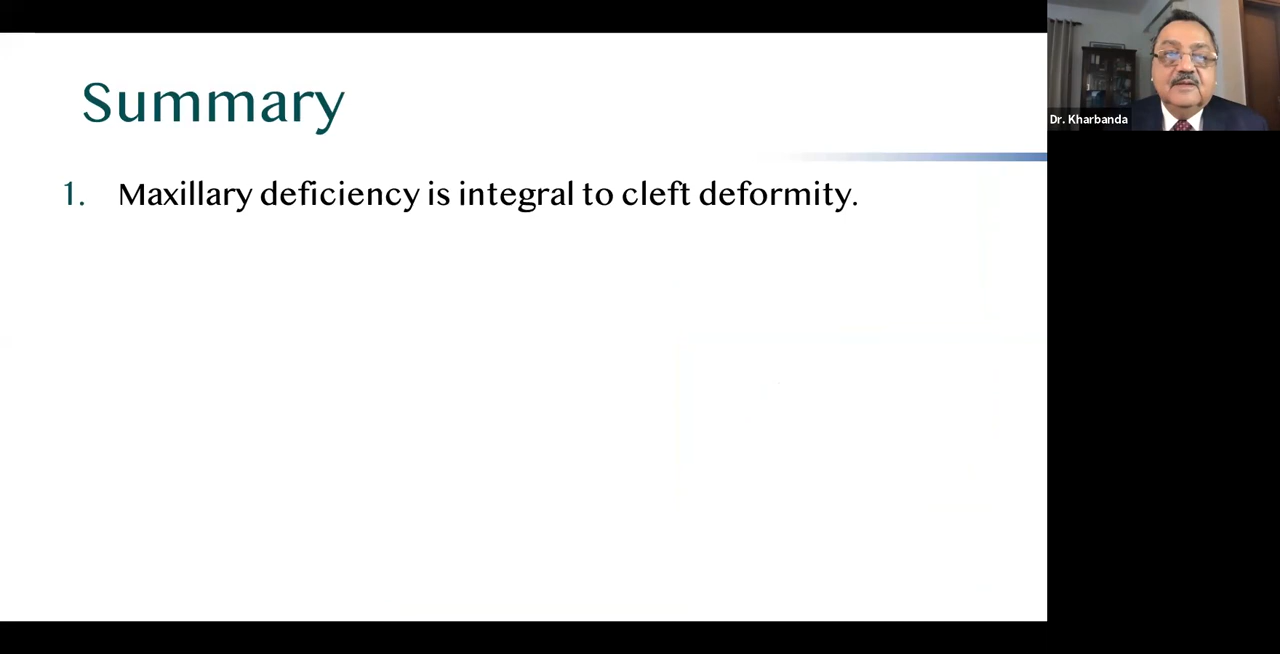 Summary
1. Maxillary deficiency is integral to cleft deformity.
Dr. Kharbanda